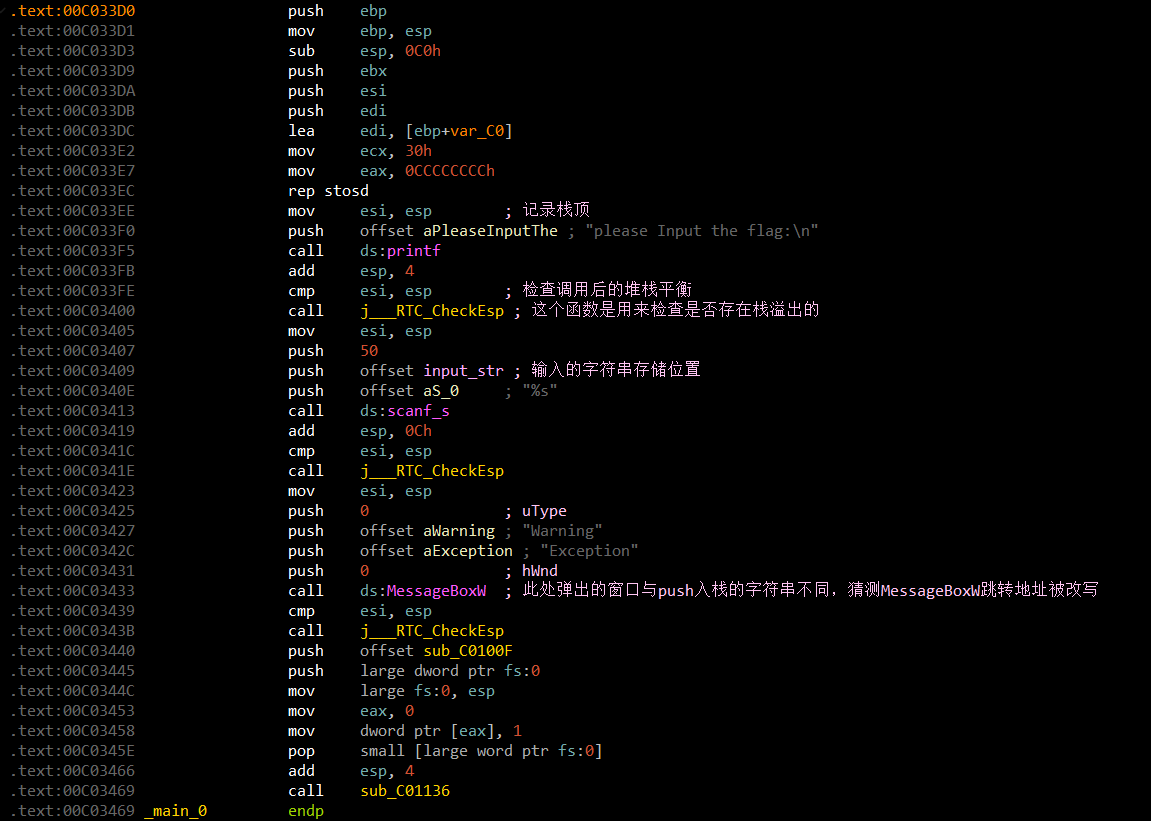 .text:00C033D0 push ebp
.text:00C033D1 mov ebp, esp
.text:00C033D3 sub esp, 0C0h
.text:00C033D9 push ebx
.text:00C033DA push esi
.text:00C033DB push edi
.text:00C033DC lea edi, [ebp+var_C0]
.text:00C033E2 mov ecx, 30h
.text:00C033E7 mov eax, 0CCCCCCCCh
.text:00C033EC rep stosd
.text:00C033EE mov esi, esp ; 记录栈顶
.text:00C033F0 push offset aPleaseInputThe ; "please Input the flag:\n"
.text:00C033F5 call ds:printf
.text:00C033FB add esp, 4
.text:00C033FE cmp esi, esp ; 检查调用后的堆栈平衡
.text:00C03400 call j___RTC_CheckEsp ; 这个函数是用来检查是否存在栈溢出的
.text:00C03405 mov esi, esp
.text:00C03407 push 50
.text:00C03409 push offset input_str ; 输入的字符串存储位置
.text:00C0340E push offset aS_0 ; "%s"
.text:00C03413 call ds:scanf_s
.text:00C03419 add esp, 0Ch
.text:00C0341C cmp esi, esp
.text:00C0341E call j___RTC_CheckEsp
.text:00C03423 mov esi, esp
.text:00C03425 push 0 ; uType
.text:00C03427 push offset aWarning ; "Warning"
.text:00C0342C push offset aException ; "Exception"
.text:00C03431 push 0 ; hWnd
.text:00C03433 call ds:MessageBoxW ; 此处弹出的窗口与push入栈的字符串不同，猜测MessageBoxW跳转地址被改写
.text:00C03439 cmp esi, esp
.text:00C0343B call j___RTC_CheckEsp
.text:00C03440 push offset sub_C0100F
.text:00C03445 push large dword ptr fs:0
.text:00C0344C mov large fs:0, esp
.text:00C03453 mov eax, 0
.text:00C03458 mov dword ptr [eax], 1
.text:00C0345E pop small [large word ptr fs:0]
.text:00C03466 add esp, 4
.text:00C03469 call sub_C01136
.text:00C03469 _main_0 endp